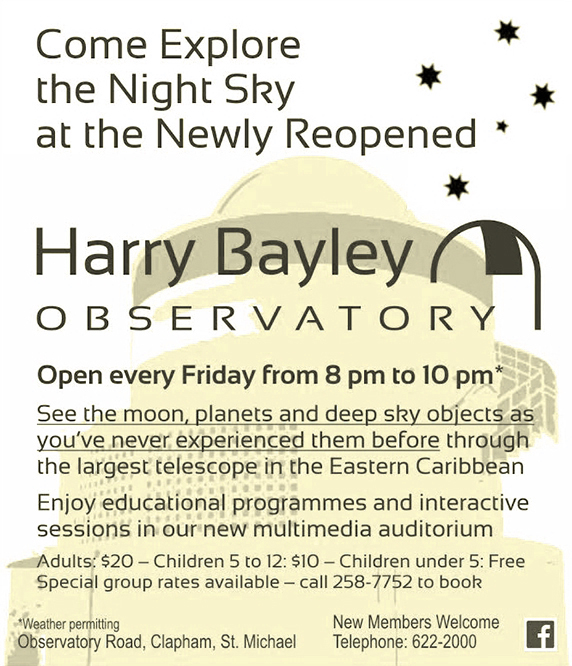 Come Explore
the Night Sky
at the Newly Reopened
Harry Bayley
OBSERVATORY
Open every Friday from 8 pm to 10 pm*
See the moon, planets and deep sky objects as
you've never experienced them before through
the largest telescope in the Eastern Caribbean
Enjoy educational programmes and interactive
sessions in our new multimedia auditorium
Adults: $20 – Children 5 to 12: $10 – Children under 5: Free
Special group rates available – call 258-7752 to book
*Weather permitting
Observatory Road, Clapham, St. Michael
New Members Welcome
Telephone: 622-2000
f